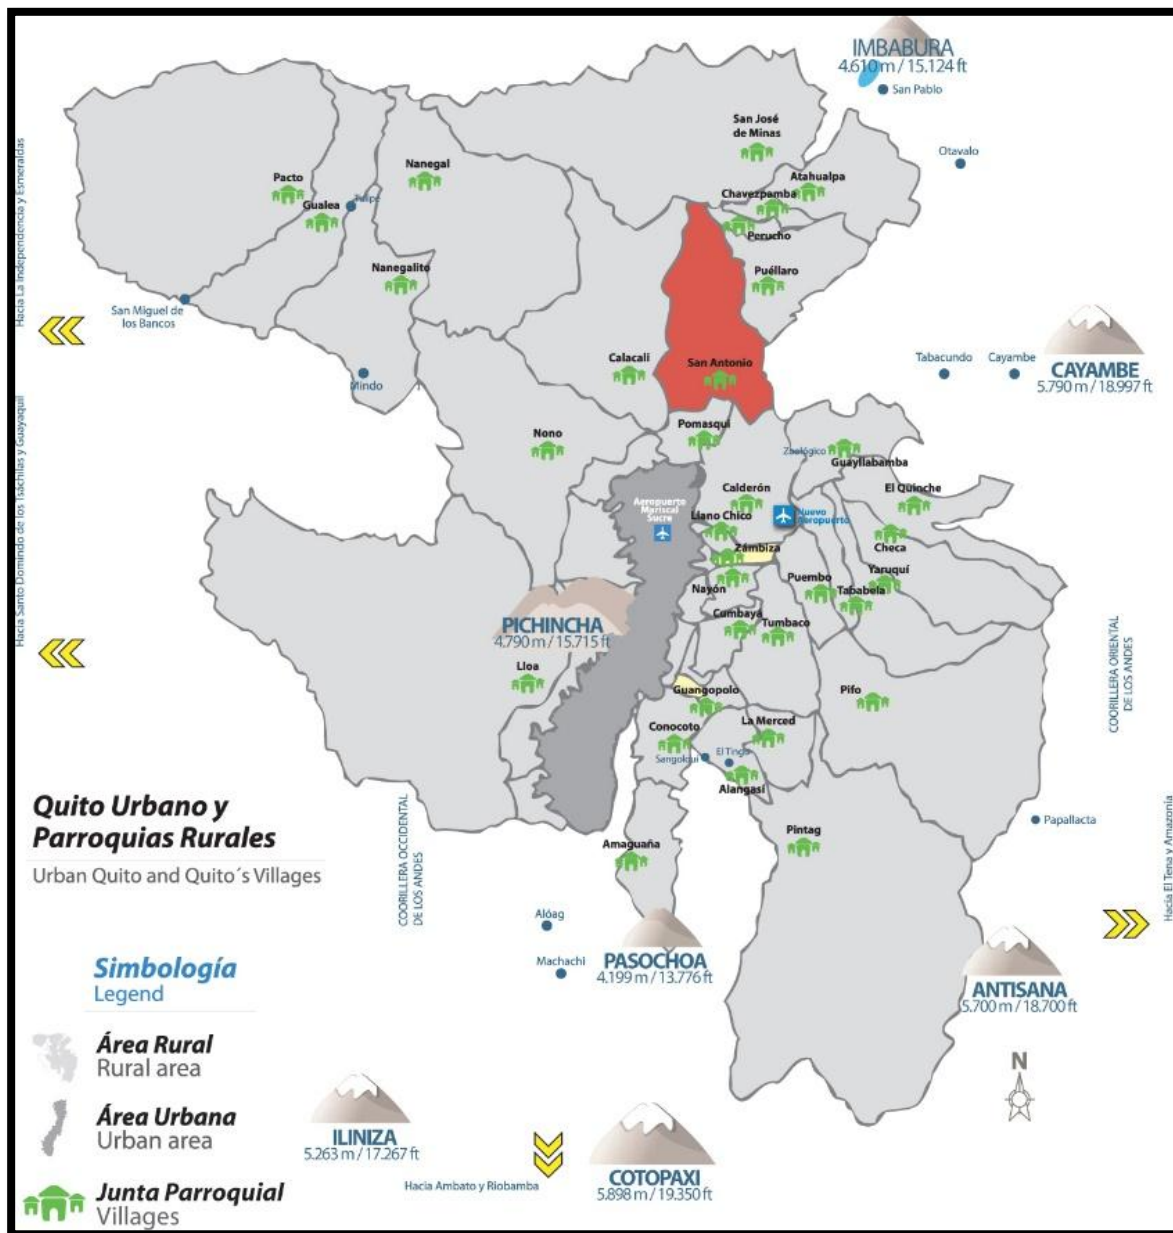 IMBABURA
4.610 m / 15.124 ft
San Pablo
San José
de Minas
Otavalo
Nanegal
Atahualpa
Pacto
Chavezpamba
Gualea
Tulipe
Perucho
Hacia La Independencia y Esmeraldas
Nanegalito
Puéllaro
San Miguel de
los Bancos
Calacali
San Antonio
Tabacundo
Cayambe
CAYAMBE
5.790 m / 18.997 ft
Mindo
Nono
Pomasqui
Zoológico
Guayllabamba
Hacia Santo Domindo de los Tsáchilas y Guayaquil
Calderón
El Quinche
Aeropuerto
Mariscal
Sucre
Llano Chico
Nuevo
Aeropuerto
Zámbiza
Checa
Nayón
Puembo
Yaruquí
Tababela
PICHINCHA
4.790 m / 15.715 ft
Cumbayá
Tumbaco
Lloa
Guangopolo
Pifo
COORILLERA ORIENTAL
DE LOS ANDES
Conocoto
La Merced
Sangolquí
El Tingo
Alangasí
Quito Urbano y
Parroquias Rurales
Urban Quito and Quito´s Villages
COORILLERA OCCIDENTAL
DE LOS ANDES
Amaguaña
Pintag
Papallacta
Hacia El Tena y Amazonía
Alóag
Machachi
PASOCHOA
4.199 m / 13.776 ft
ANTISANA
5.700 m / 18.700 ft
Simbología
Legend
Área Rural
Rural area
N
Área Urbana
Urban area
ILINIZA
5.263 m / 17.267 ft
Hacia Ambato y Riobamba
COTOPAXI
5.898 m / 19.350 ft
Junta Parroquial
Villages